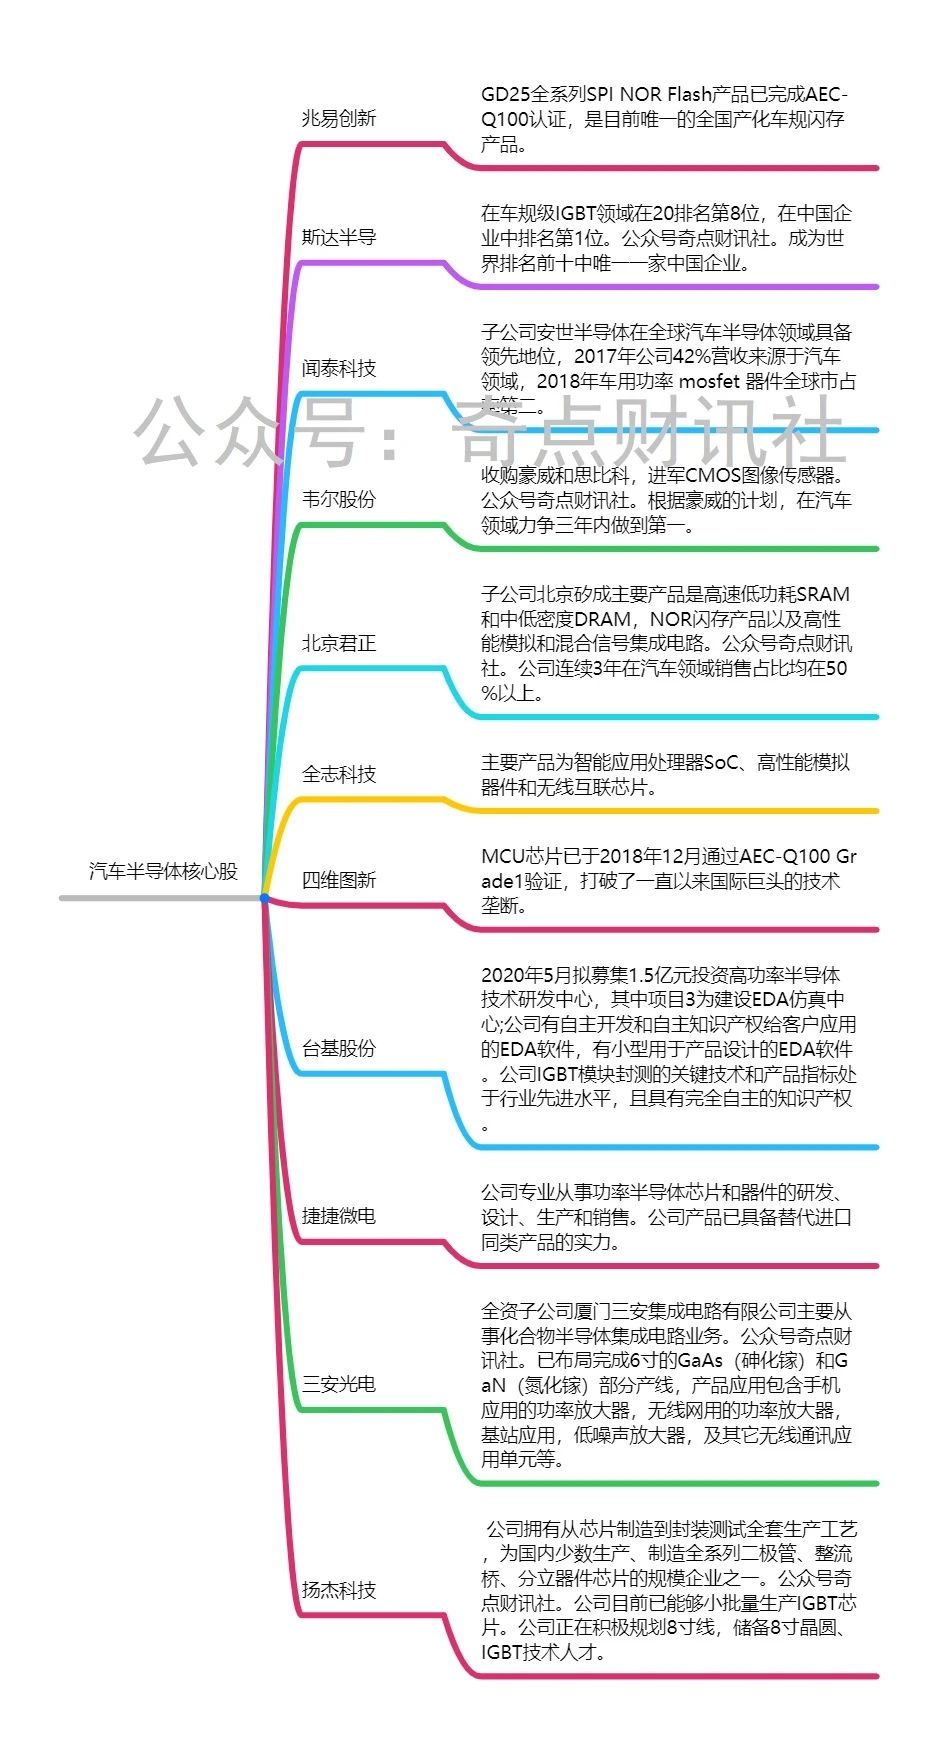 兆易创新
GD25全系列SPI NOR Flash产品已完成AEC-
Q100认证，是目前唯一的全国产化车规闪存
产品。
斯达半导
在车规级IGBT领域在20排名第8位，在中国企
业中排名第1位。公众号奇点财讯社。成为世
界排名前十中唯一一家中国企业。
闻泰科技
子公司安世半导体在全球汽车半导体领域具备
领先地位，2017年公司42%营收来源于汽车
领域，2018年车用功率 mosfet 器件全球市占
率第二。
公众号：奇点财讯社
韦尔股份
收购豪威和思比科，进军CMOS图像传感器。
公众号奇点财讯社。根据豪威的计划，在汽车
领域力争三年内做到第一。
北京君正
子公司北京矽成主要产品是高速低功耗SRAM
和中低密度DRAM，NOR闪存产品以及高性
能模拟和混合信号集成电路。公众号奇点财讯
社。公司连续3年在汽车领域销售占比均在50
%以上。
全志科技
主要产品为智能应用处理器SoC、高性能模拟
器件和无线互联芯片。
汽车半导体核心股
四维图新
MCU芯片已于2018年12月通过AEC-Q100 Gr
ade1验证，打破了一直以来国际巨头的技术
垄断。
台基股份
2020年5月拟募集1.5亿元投资高功率半导体
技术研发中心，其中项目3为建设EDA仿真中
心;公司有自主开发和自主知识产权给客户应用
的EDA软件，有小型用于产品设计的EDA软件
。公司IGBT模块封测的关键技术和产品指标处
于行业先进水平，且具有完全自主的知识产权
。
捷捷微电
公司专业从事功率半导体芯片和器件的研发、
设计、生产和销售。公司产品已具备替代进口
同类产品的实力。
三安光电
全资子公司厦门三安集成电路有限公司主要从
事化合物半导体集成电路业务。公众号奇点财
讯社。已布局完成6寸的GaAs（砷化镓）和G
aN（氮化镓）部分产线，产品应用包含手机
应用的功率放大器，无线网用的功率放大器，
基站应用，低噪声放大器，及其它无线通讯应
用单元等。
扬杰科技
公司拥有从芯片制造到封装测试全套生产工艺
，为国内少数生产、制造全系列二极管、整流
桥、分立器件芯片的规模企业之一。公众号奇
点财讯社。公司目前已能够小批量生产IGBT芯
片。公司正在积极规划8寸线，储备8寸晶圆、
IGBT技术人才。